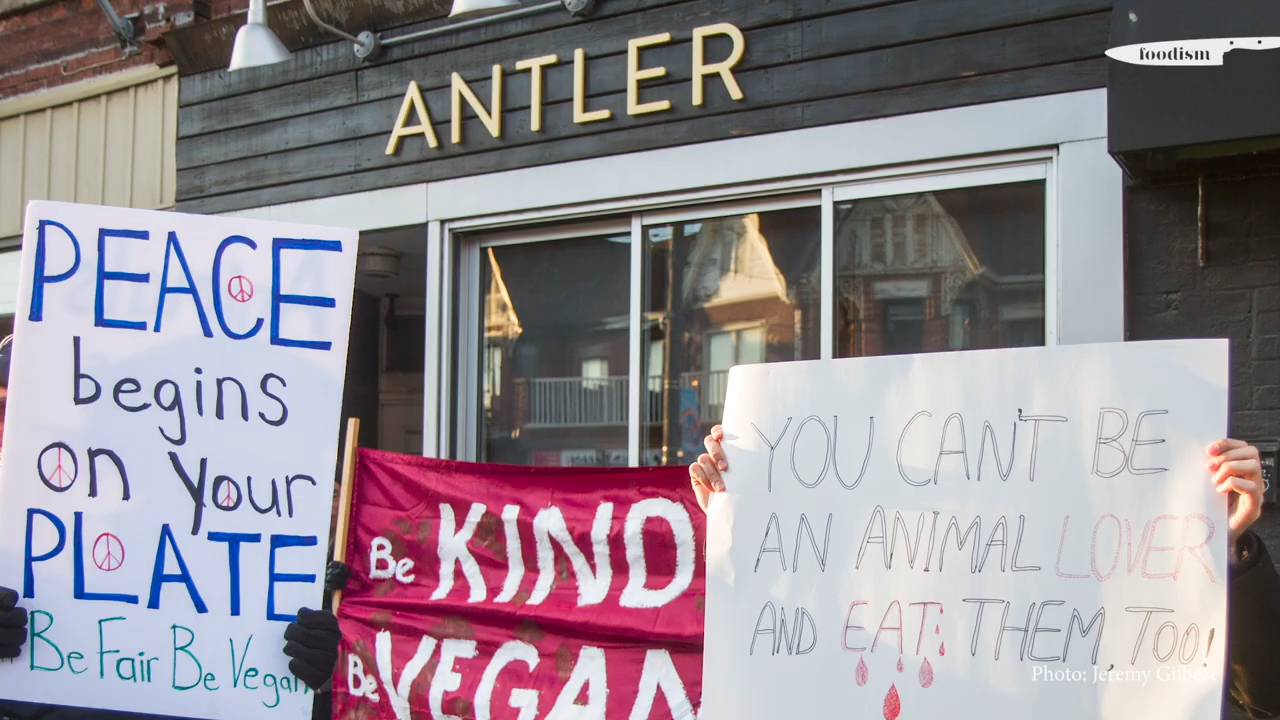 ANTLER
foodism
PEACE
begins
on your
PLATE
Be Fair Be Vegan
Be KIND
Be VEGAN
YOU CAN'T BE
AN ANIMAL LOVER
AND EAT THEM, TOO!
Photo: Jeremy Gilbert